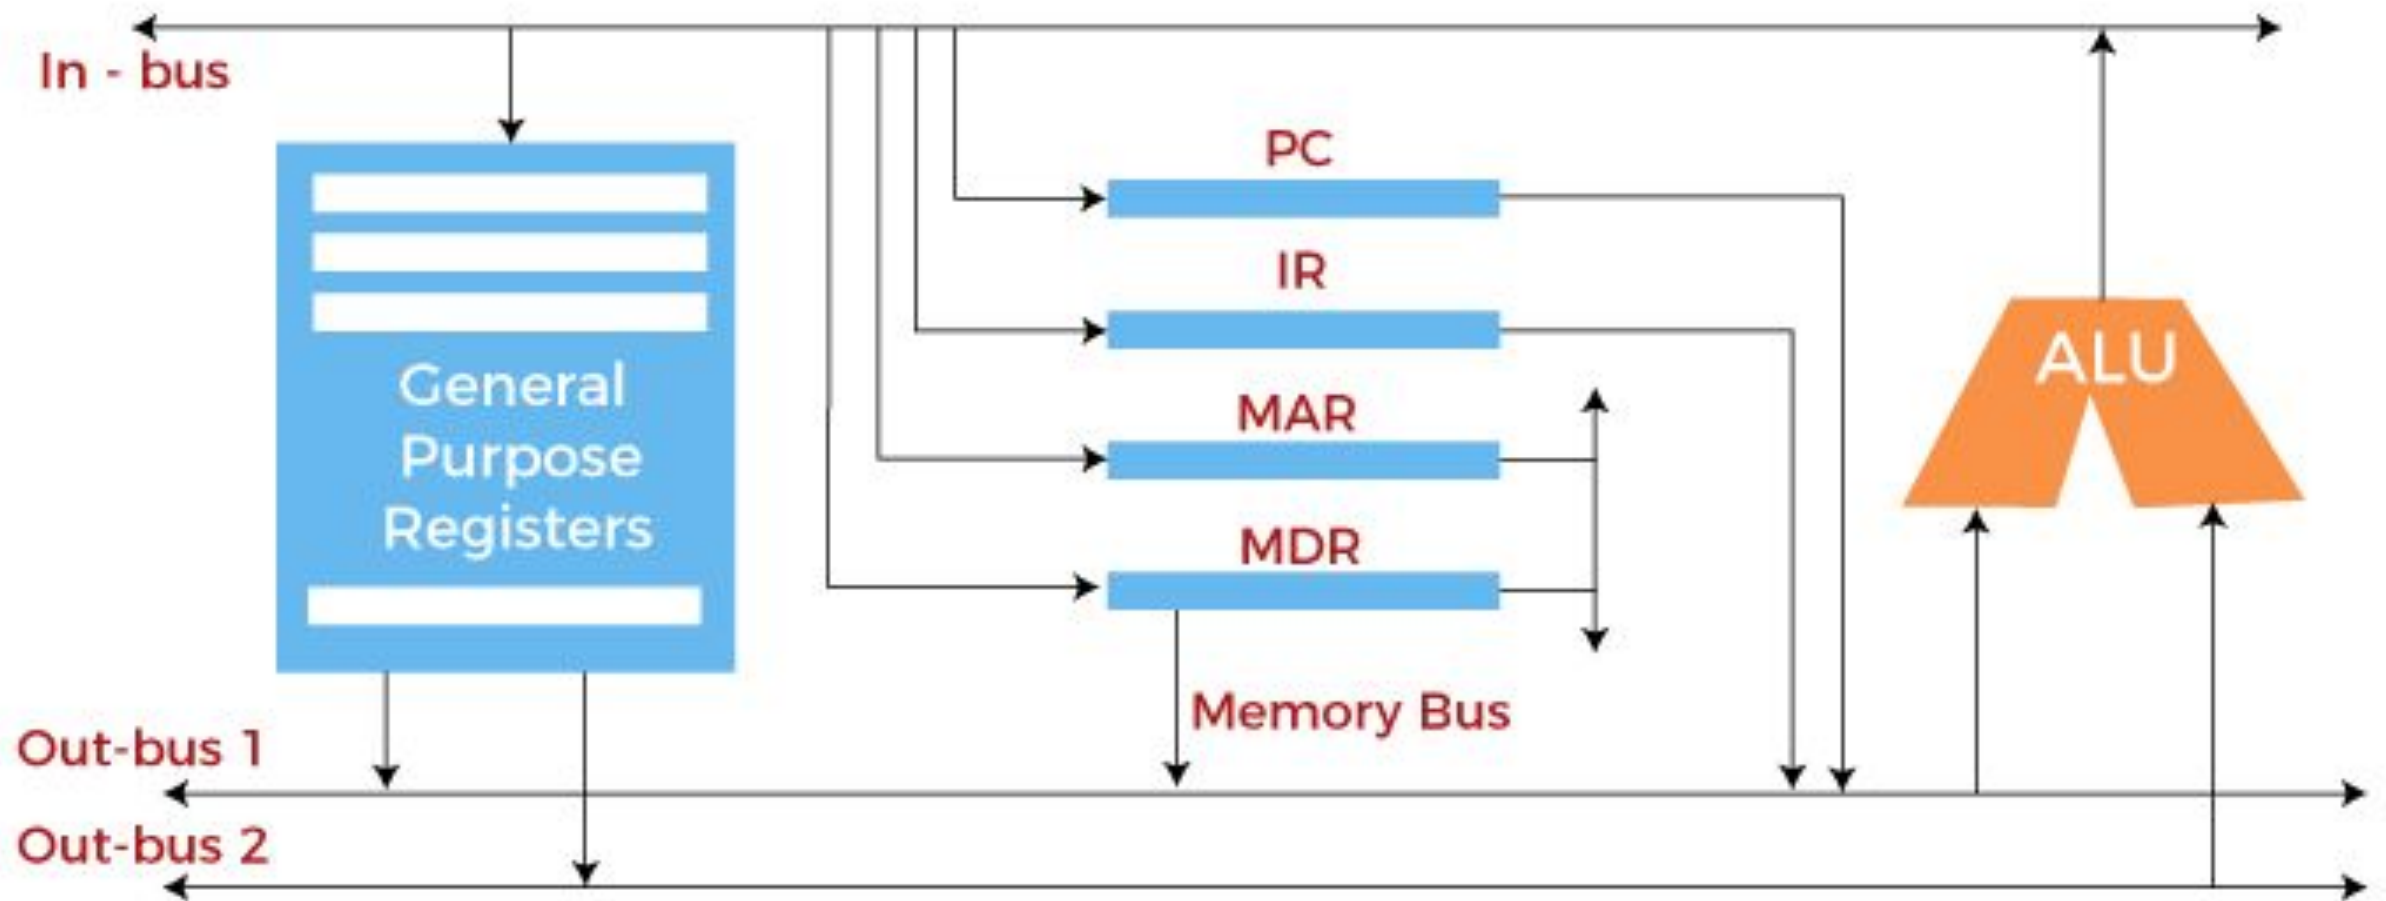 In - bus
PC
IR
General
Purpose
Registers
MAR
MDR
ALU
Memory Bus
Out-bus 1
Out-bus 2